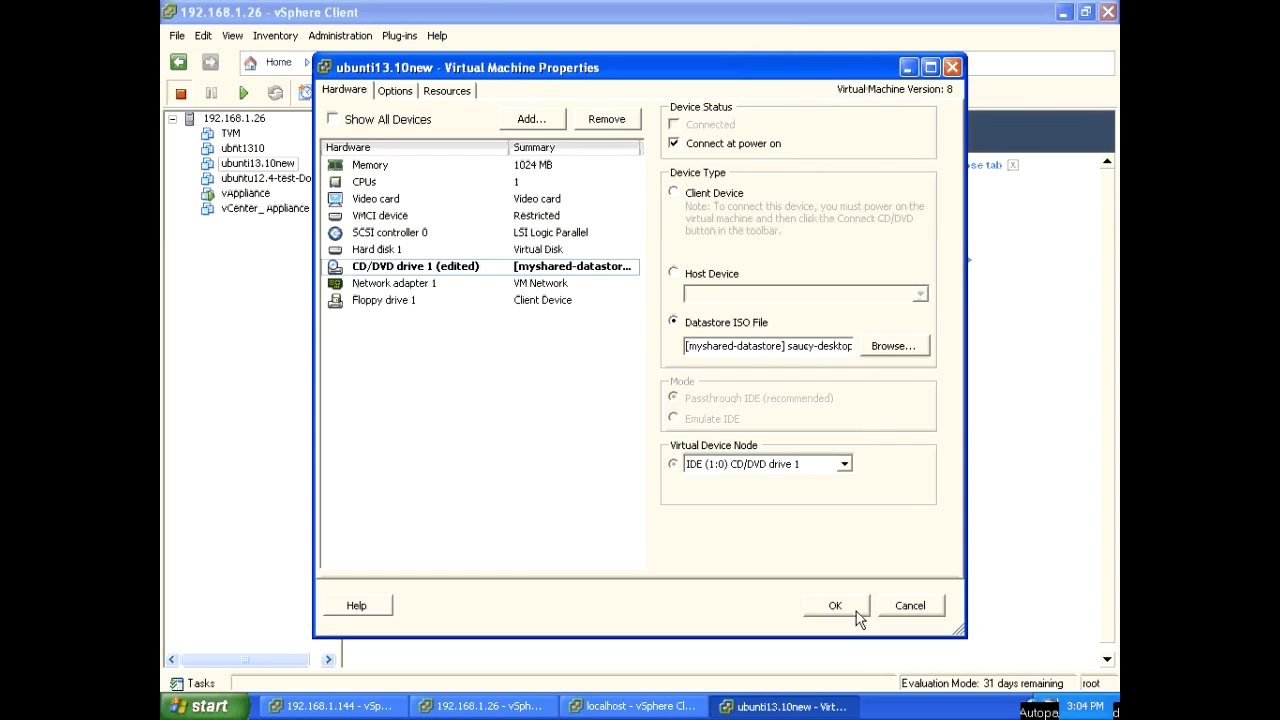 192.168.1.26 - vSphere Client
File Edit View Inventory Administration Plug-ins Help
Home
ubunti13.10new - Virtual Machine Properties
Hardware Options Resources
Virtual Machine Version: 8
Show All Devices
Add...
Remove
Hardware Summary
Memory 1024 MB
CPUs 1
Video card Video card
VMCI device Restricted
SCSI controller 0 LSI Logic Parallel
Hard disk 1 Virtual Disk
CD/DVD drive 1 (edited) [myshared-datastor...
Network adapter 1 VM Network
Floppy drive 1 Client Device
Device Status
Connected
Connect at power on
Device Type
Client Device
Note: To connect this device, you must power on the
virtual machine and then click the Connect CD/DVD
button in the toolbar.
Host Device
Datastore ISO File
[myshared-datastore] saucy-desktop
Browse...
Mode
Passthrough IDE (recommended)
Emulate IDE
Virtual Device Node
IDE (1:0) CD/DVD drive 1
Help
OK
Cancel
192.168.1.26
TVM
ubnt1310
ubunti13.10new
ubuntu12.4-test-Do
vAppliance
vCenter_ Appliance
ose tab
Tasks
Evaluation Mode: 31 days remaining
root
start
192.168.1.144 - vSp...
192.168.1.26 - vSph...
localhost - vSphere Cl...
ubunti13.10new - Virt...
3:04 PM